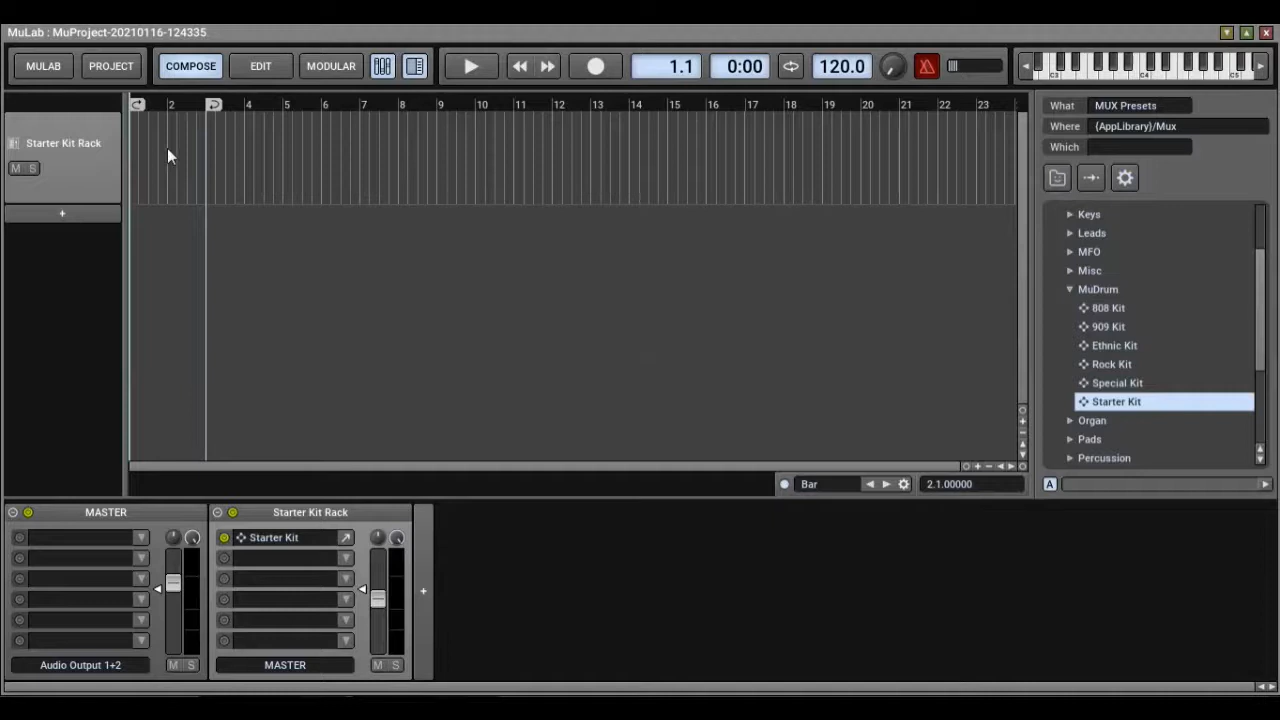 MuLab : MuProject-20210116-124335
MULAB PROJECT COMPOSE EDIT MODULAR 1.1 0:00 120.0 C3 C4 C5
2 4 5 6 7 8 9 10 11 12 13 14 15 16 17 18 19 20 21 22 23
What MUX Presets
Where {AppLibrary}/Mux
Which
Starter Kit Rack
M S
+
Keys
Leads
MFO
Misc
MuDrum
808 Kit
909 Kit
Ethnic Kit
Rock Kit
Special Kit
Starter Kit
Organ
Pads
Percussion
Bar 2.1.00000 A
MASTER Starter Kit Rack
Starter Kit
+
Audio Output 1+2 M S MASTER M S